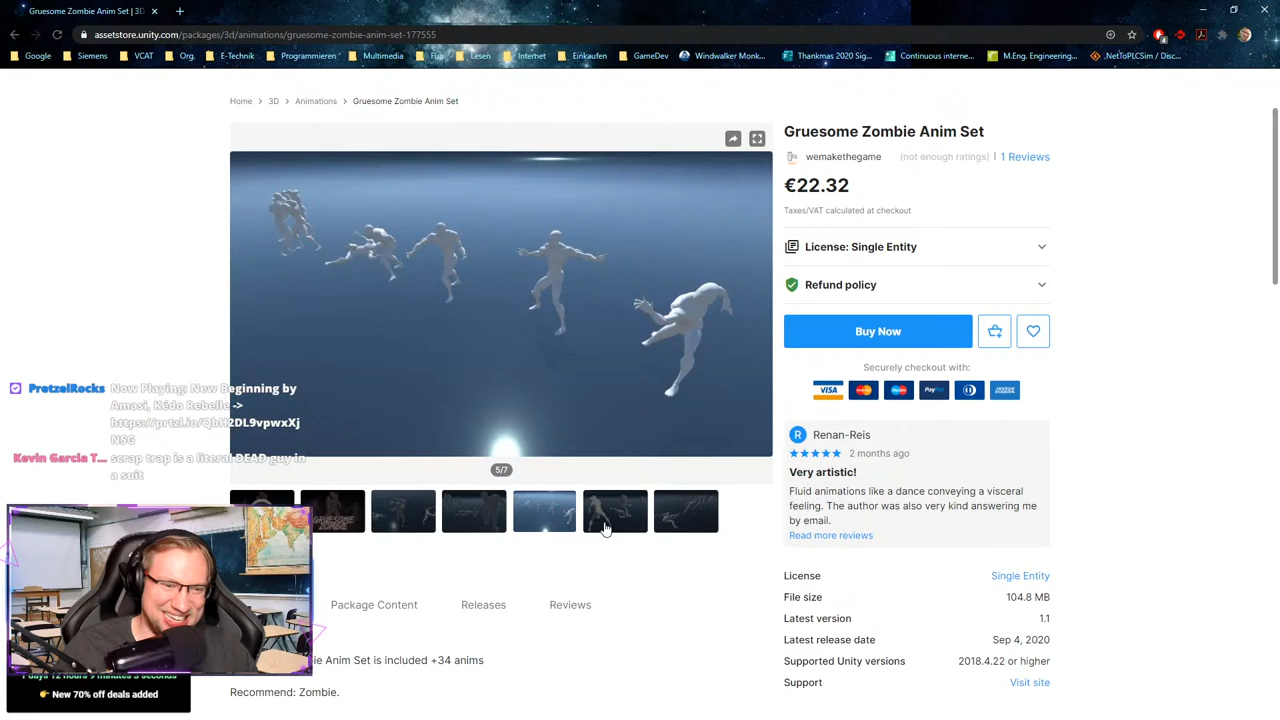 Gruesome Zombie Anim Set | 3D
assetstore.unity.com/packages/3d/animations/gruesome-zombie-anim-set-177555
Google Siemens VCAT Org. E-Technik Programmieren Multimedia Fun Lesen Internet Einkaufen GameDev Windwalker Monk... Thankmas 2020 Sig... Continuous interne... M.Eng. Engineering... .NetToPLCSim / Disc...
Home > 3D > Animations > Gruesome Zombie Anim Set
Gruesome Zombie Anim Set
wemakethegame (not enough ratings) | 1 Reviews
€22.32
Taxes/VAT calculated at checkout
License: Single Entity
Refund policy
Buy Now
Securely checkout with:
VISA PayPal
R Renan-Reis
2 months ago
Very artistic!
Fluid animations like a dance conveying a visceral
feeling. The author was also very kind answering me
by email.
Read more reviews
License Single Entity
File size 104.8 MB
Latest version 1.1
Latest release date Sep 4, 2020
Supported Unity versions 2018.4.22 or higher
Support Visit site
5/7
GRUESOME
ZOMBIE
PretzelRocks Now Playing: New Beginning by
Amasi, Kédo Rebelle ->
NSG
Kevin Garcia T... scrap trap is a literal DEAD guy in
a suit
Package Content Releases Reviews
Anim Set is included +34 anims
Recommend: Zombie.
New 70% off deals added